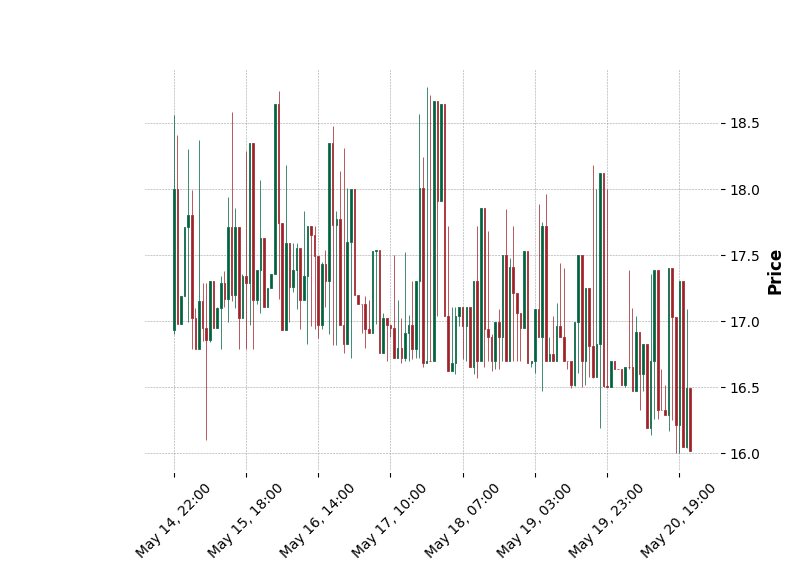 18.5
18.0
17.5
17.0
16.5
16.0
Price
May 14, 22:00
May 15, 18:00
May 16, 14:00
May 17, 10:00
May 18, 07:00
May 19, 03:00
May 19, 23:00
May 20, 19:00